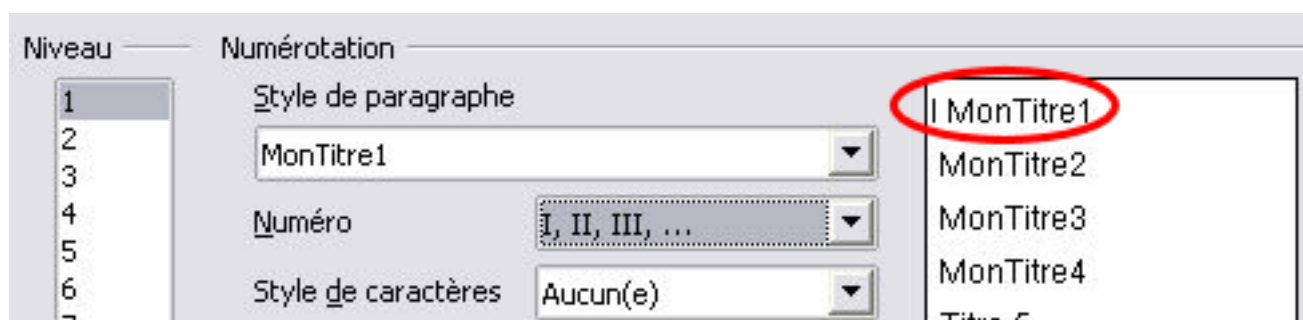 Niveau
Numérotation
1
2
3
4
5
6
Style de paragraphe
MonTitre1
Numéro
I, II, III, ...
Style de caractères
Aucun(e)
I MonTitre1
MonTitre2
MonTitre3
MonTitre4